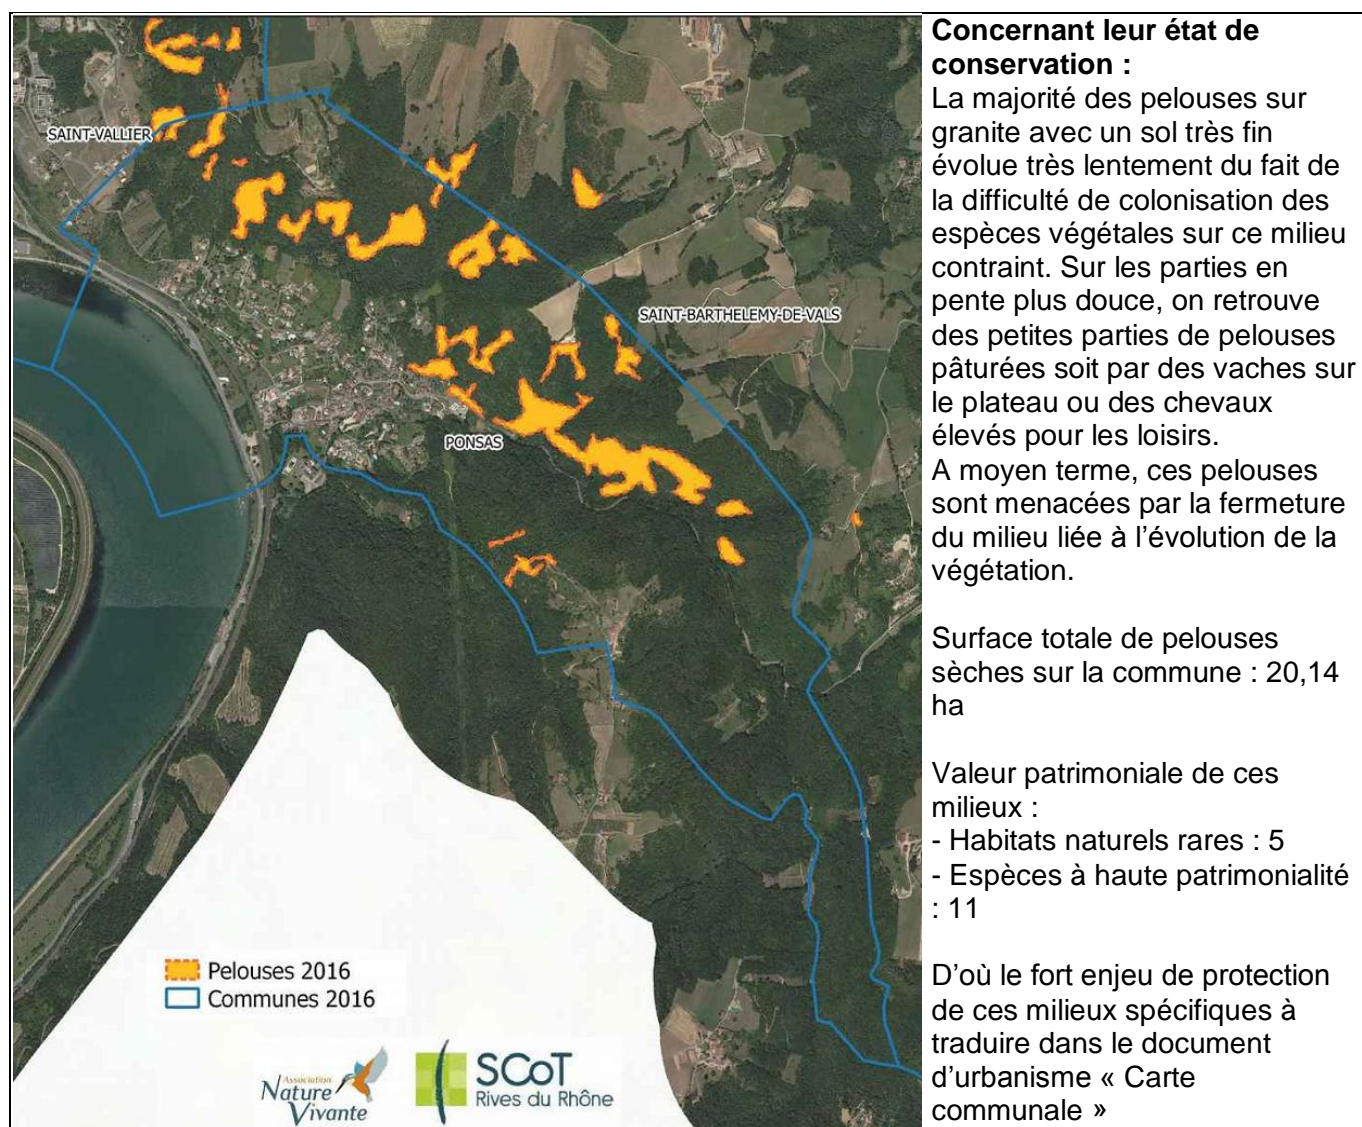 SAINT-VALLIER
SAINT-BARTHELEMY-DE-VALS
PONSAS
Pelouses 2016
Communes 2016
Association
Nature
Vivante
SCoT
Rives du Rhône
Concernant leur état de
conservation :
La majorité des pelouses sur
granite avec un sol très fin
évolue très lentement du fait de
la difficulté de colonisation des
espèces végétales sur ce milieu
contraint. Sur les parties en
pente plus douce, on retrouve
des petites parties de pelouses
pâturées soit par des vaches sur
le plateau ou des chevaux
élevés pour les loisirs.
A moyen terme, ces pelouses
sont menacées par la fermeture
du milieu liée à l’évolution de la
végétation.
Surface totale de pelouses
sèches sur la commune : 20,14
ha
Valeur patrimoniale de ces
milieux :
- Habitats naturels rares : 5
- Espèces à haute patrimonialité
: 11
D’où le fort enjeu de protection
de ces milieux spécifiques à
traduire dans le document
d’urbanisme « Carte
communale »